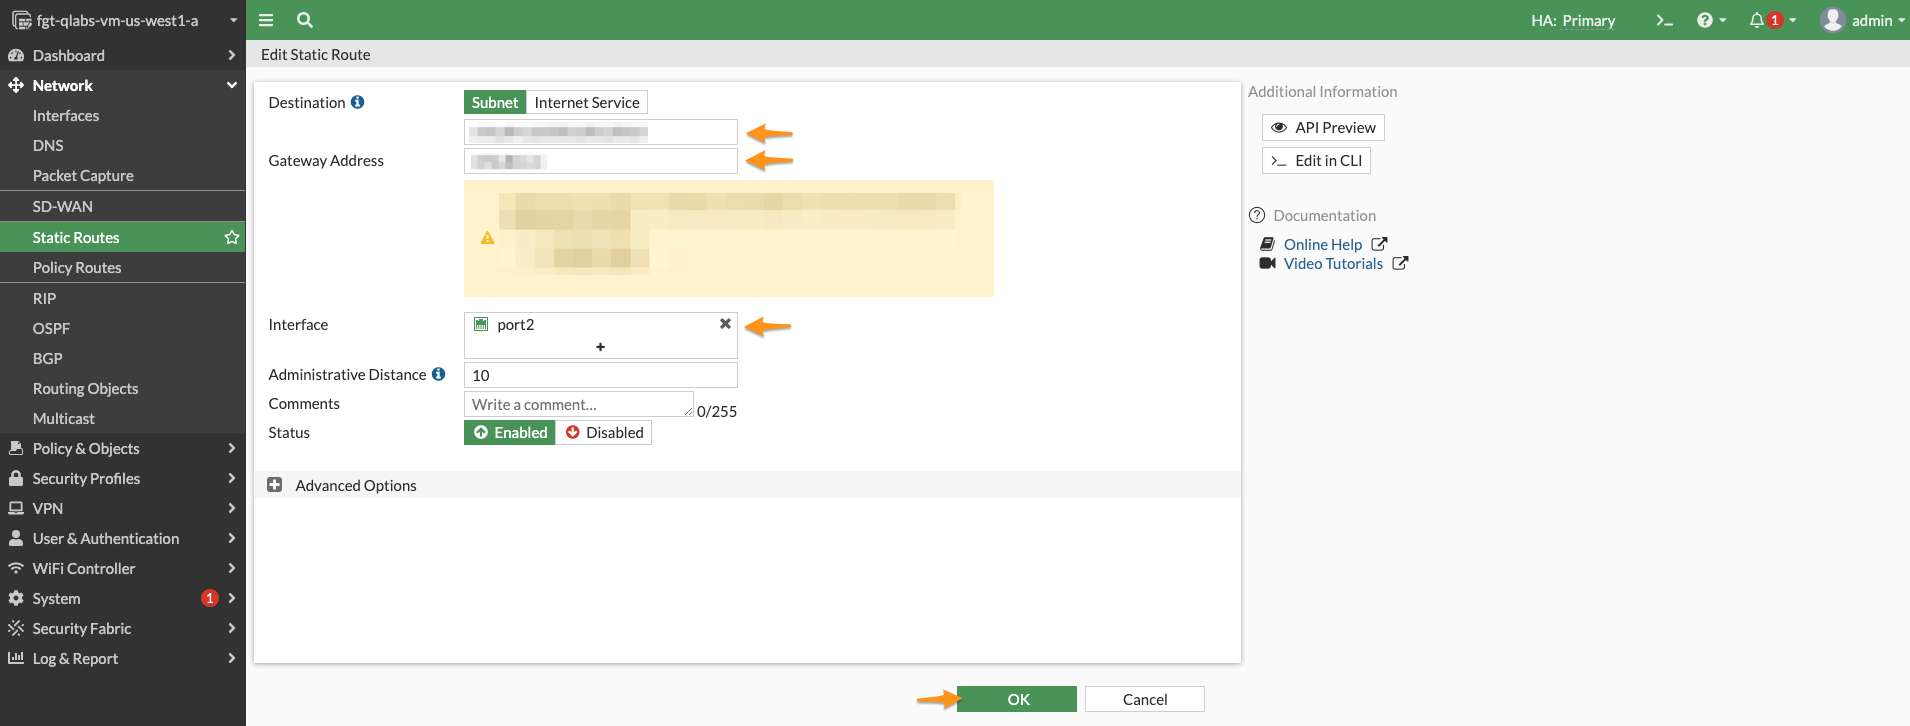 fgt-qlabs-vm-us-west1-a
HA: Primary
1
admin
Dashboard
Network
Interfaces
DNS
Packet Capture
SD-WAN
Static Routes
Policy Routes
RIP
OSPF
BGP
Routing Objects
Multicast
Policy & Objects
Security Profiles
VPN
User & Authentication
WiFi Controller
System 1
Security Fabric
Log & Report
Edit Static Route
Destination
Subnet Internet Service
Gateway Address
Interface
port2
Administrative Distance
10
Comments
Write a comment...
0/255
Status
Enabled Disabled
Advanced Options
OK Cancel
Additional Information
API Preview
>_ Edit in CLI
Documentation
Online Help
Video Tutorials